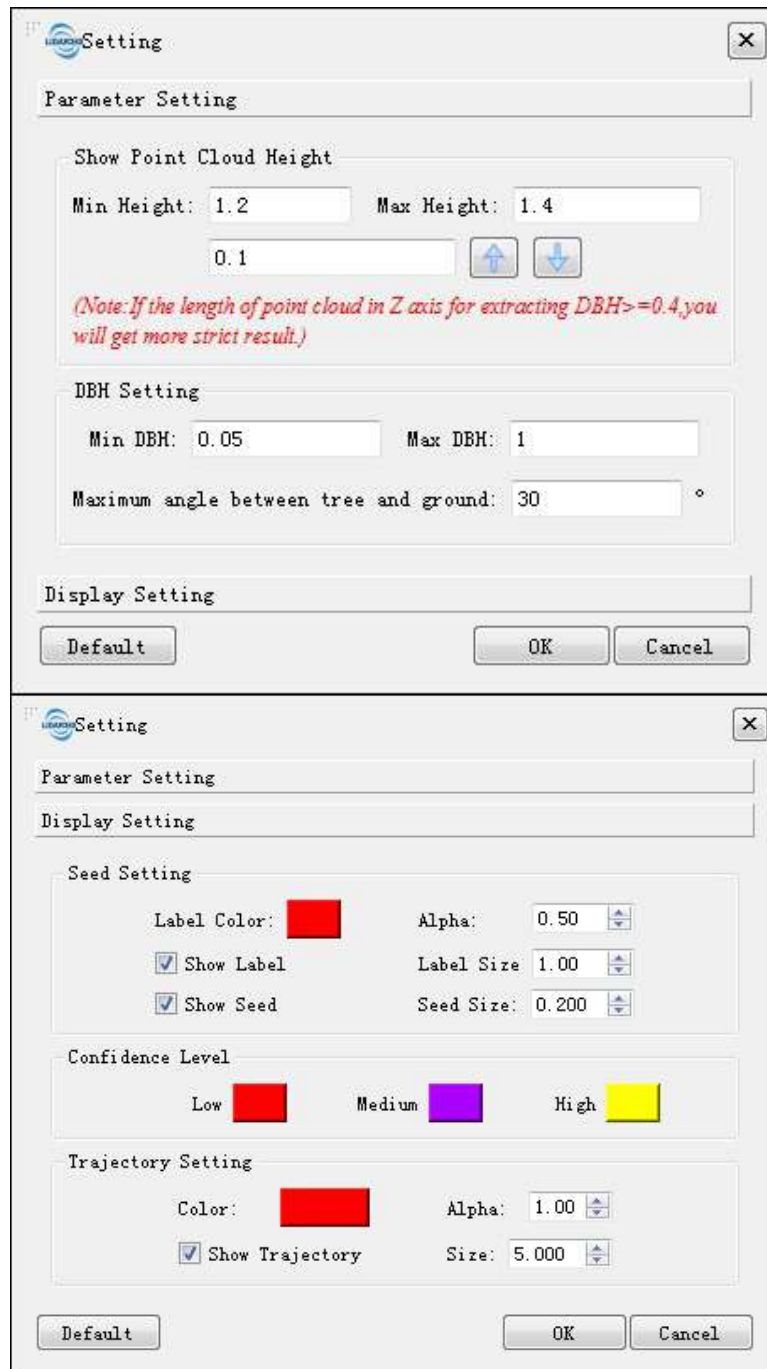 Setting
Parameter Setting
Show Point Cloud Height
Min Height: 1.2 Max Height: 1.4
0.1
(Note:If the length of point cloud in Z axis for extracting DBH>=0.4,you
will get more strict result.)
DBH Setting
Min DBH: 0.05 Max DBH: 1
Maximum angle between tree and ground: 30 °
Display Setting
Default OK Cancel
Setting
Parameter Setting
Display Setting
Seed Setting
Label Color: Alpha: 0.50
Show Label Label Size 1.00
Show Seed Seed Size: 0.200
Confidence Level
Low Medium High
Trajectory Setting
Color: Alpha: 1.00
Show Trajectory Size: 5.000
Default OK Cancel